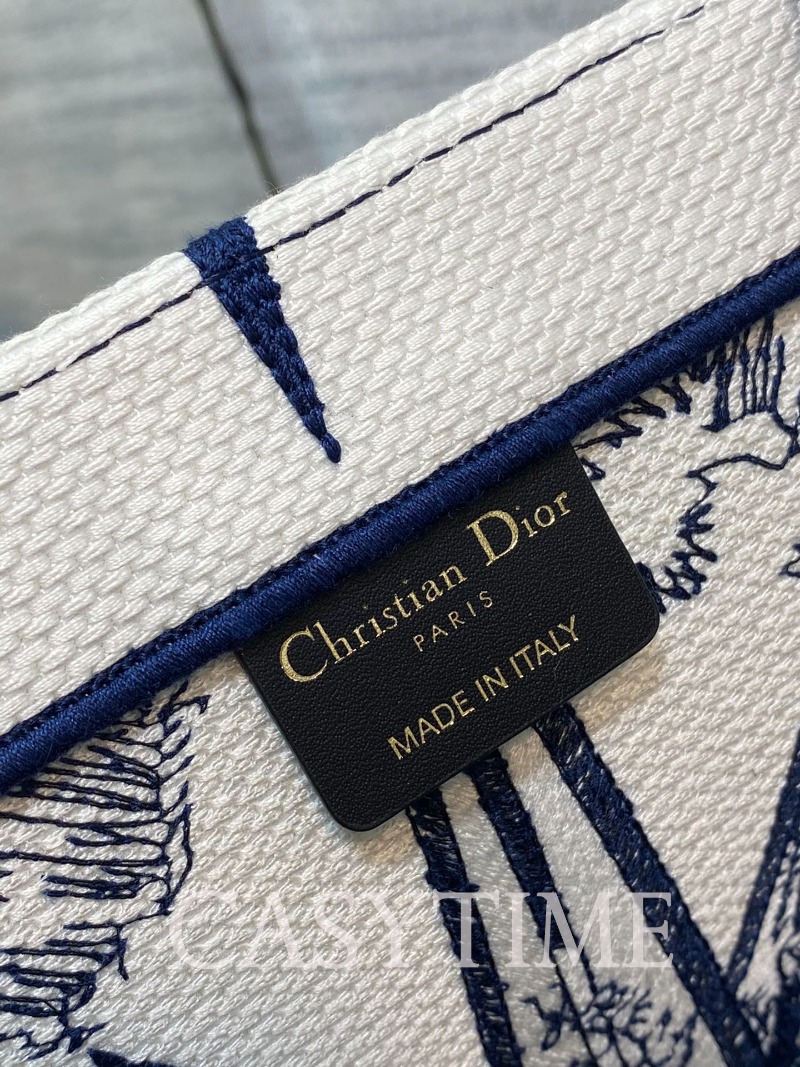 Christian Dior
PARIS
MADE IN ITALY
CASYTIME